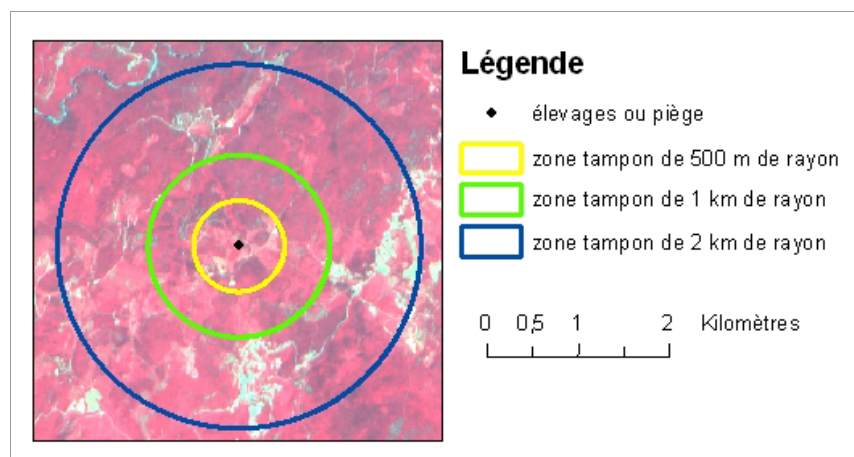 Légende
élevages ou piège
zone tampon de 500 m de rayon
zone tampon de 1 km de rayon
zone tampon de 2 km de rayon
0 0,5 1 2 Kilomètres